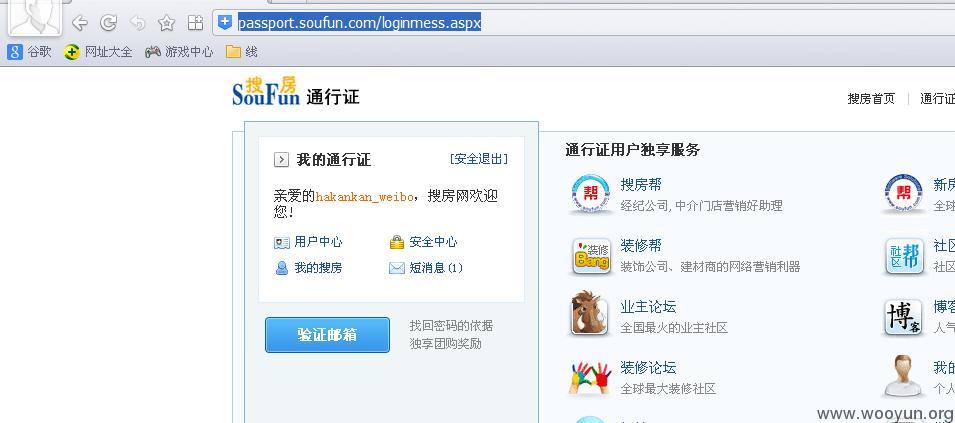 passport.soufun.com/loginmess.aspx
谷歌 网址大全 游戏中心 线
搜房
SouFun 通行证
搜房首页 | 通行证
我的通行证 [安全退出]
亲爱的hakankan_weibo，搜房网欢迎
您！
用户中心 安全中心
我的搜房 短消息(1)
验证邮箱
找回密码的依据
独享团购奖励
通行证用户独享服务
帮
搜房帮
经纪公司，中介门店营销好助理
装修
Bang
装修帮
装饰公司、建材商的网络营销利器
业主论坛
全国最火的业主社区
装修论坛
全球最大装修社区
帮
新房
全球
社区帮
社区
社区
博客
博客
人气
我的
个人
www.wooyun.org